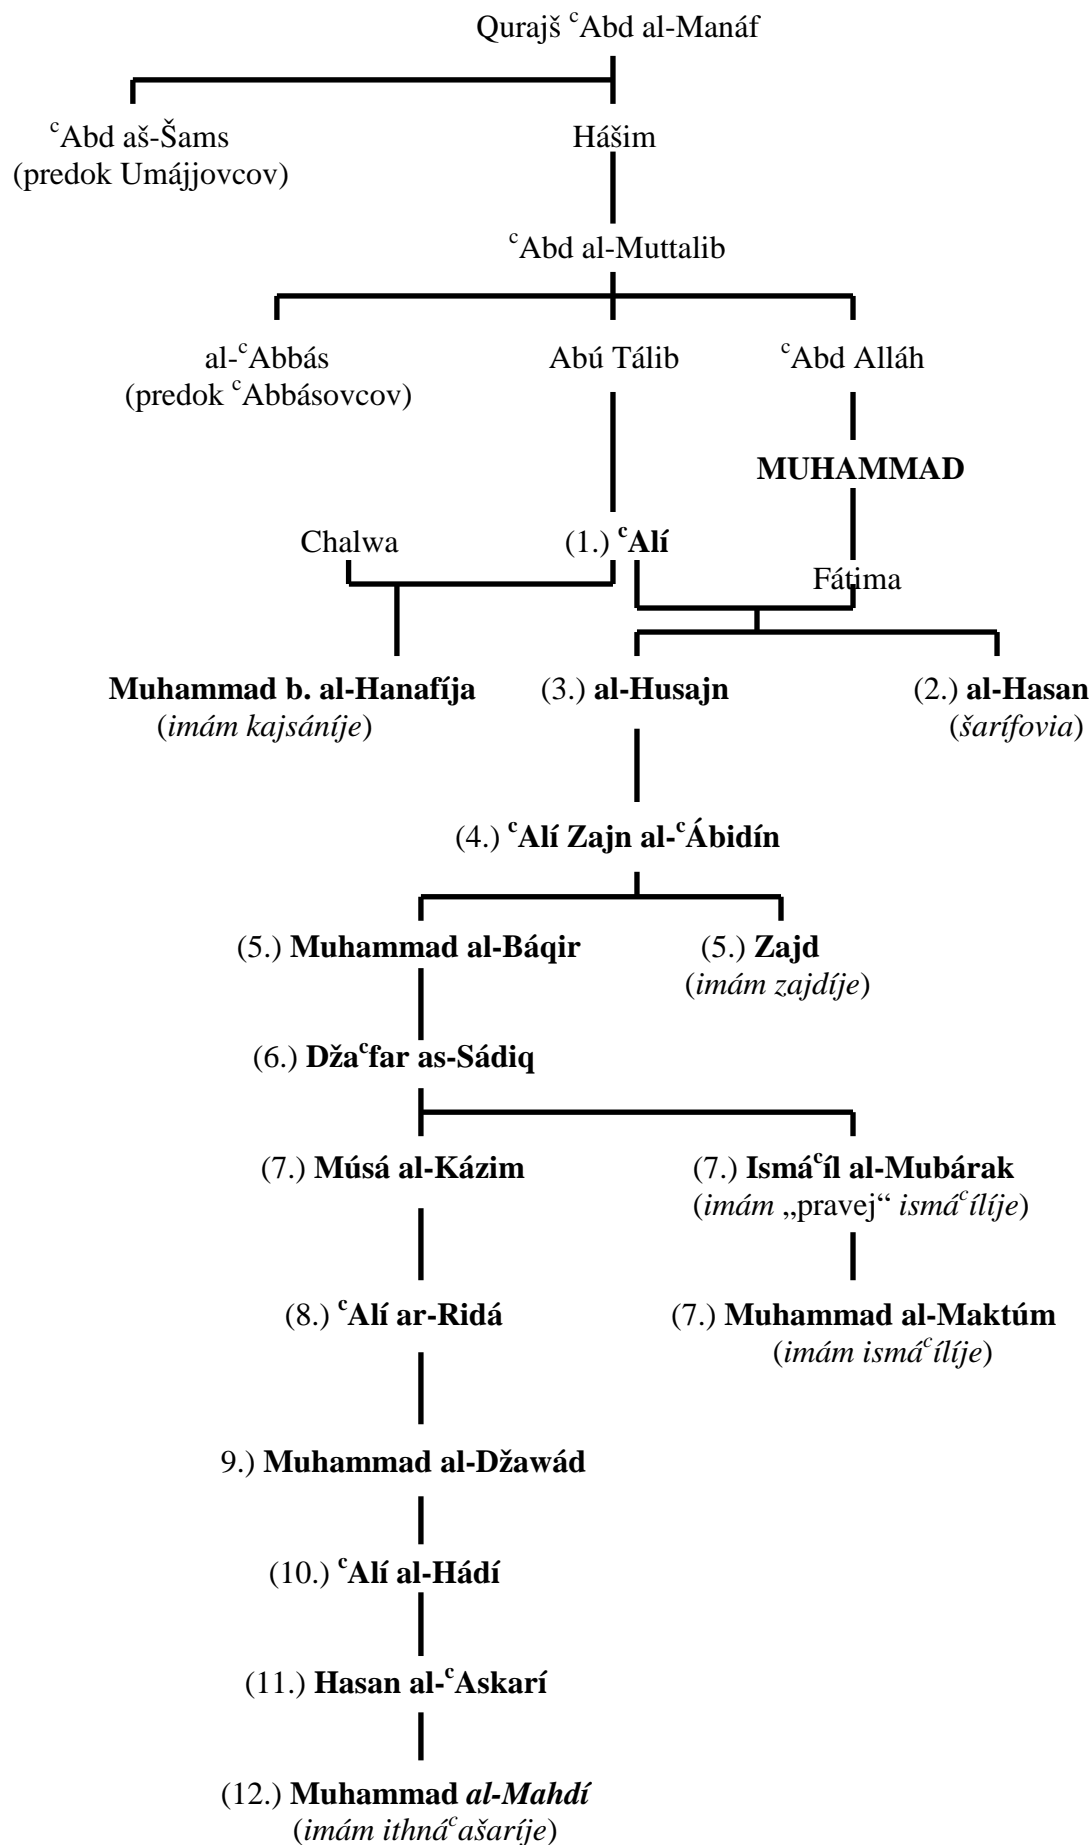 Qurajš ᶜAbd al-Manáf
ᶜAbd aš-Šams
(predok Umájjovcov)
Hášim
ᶜAbd al-Muttalib
al-ᶜAbbás
(predok ᶜAbbásovcov)
Abú Tálib
ᶜAbd Alláh
MUHAMMAD
Chalwa
(1.) ᶜAlí
Fátima
Muhammad b. al-Hanafíja
(imám kajsáníje)
(3.) al-Husajn
(2.) al-Hasan
(šarífovia)
(4.) ᶜAlí Zajn al-ᶜÁbidín
(5.) Muhammad al-Báqir
(5.) Zajd
(imám zajdíje)
(6.) Džaᶜfar as-Sádiq
(7.) Músá al-Kázim
(7.) Ismáᶜíl al-Mubárak
(imám „pravej“ ismáᶜílíje)
(8.) ᶜAlí ar-Ridá
(7.) Muhammad al-Maktúm
(imám ismáᶜílíje)
9.) Muhammad al-Džawád
(10.) ᶜAlí al-Hádí
(11.) Hasan al-ᶜAskarí
(12.) Muhammad al-Mahdí
(imám ithnáᶜašaríje)